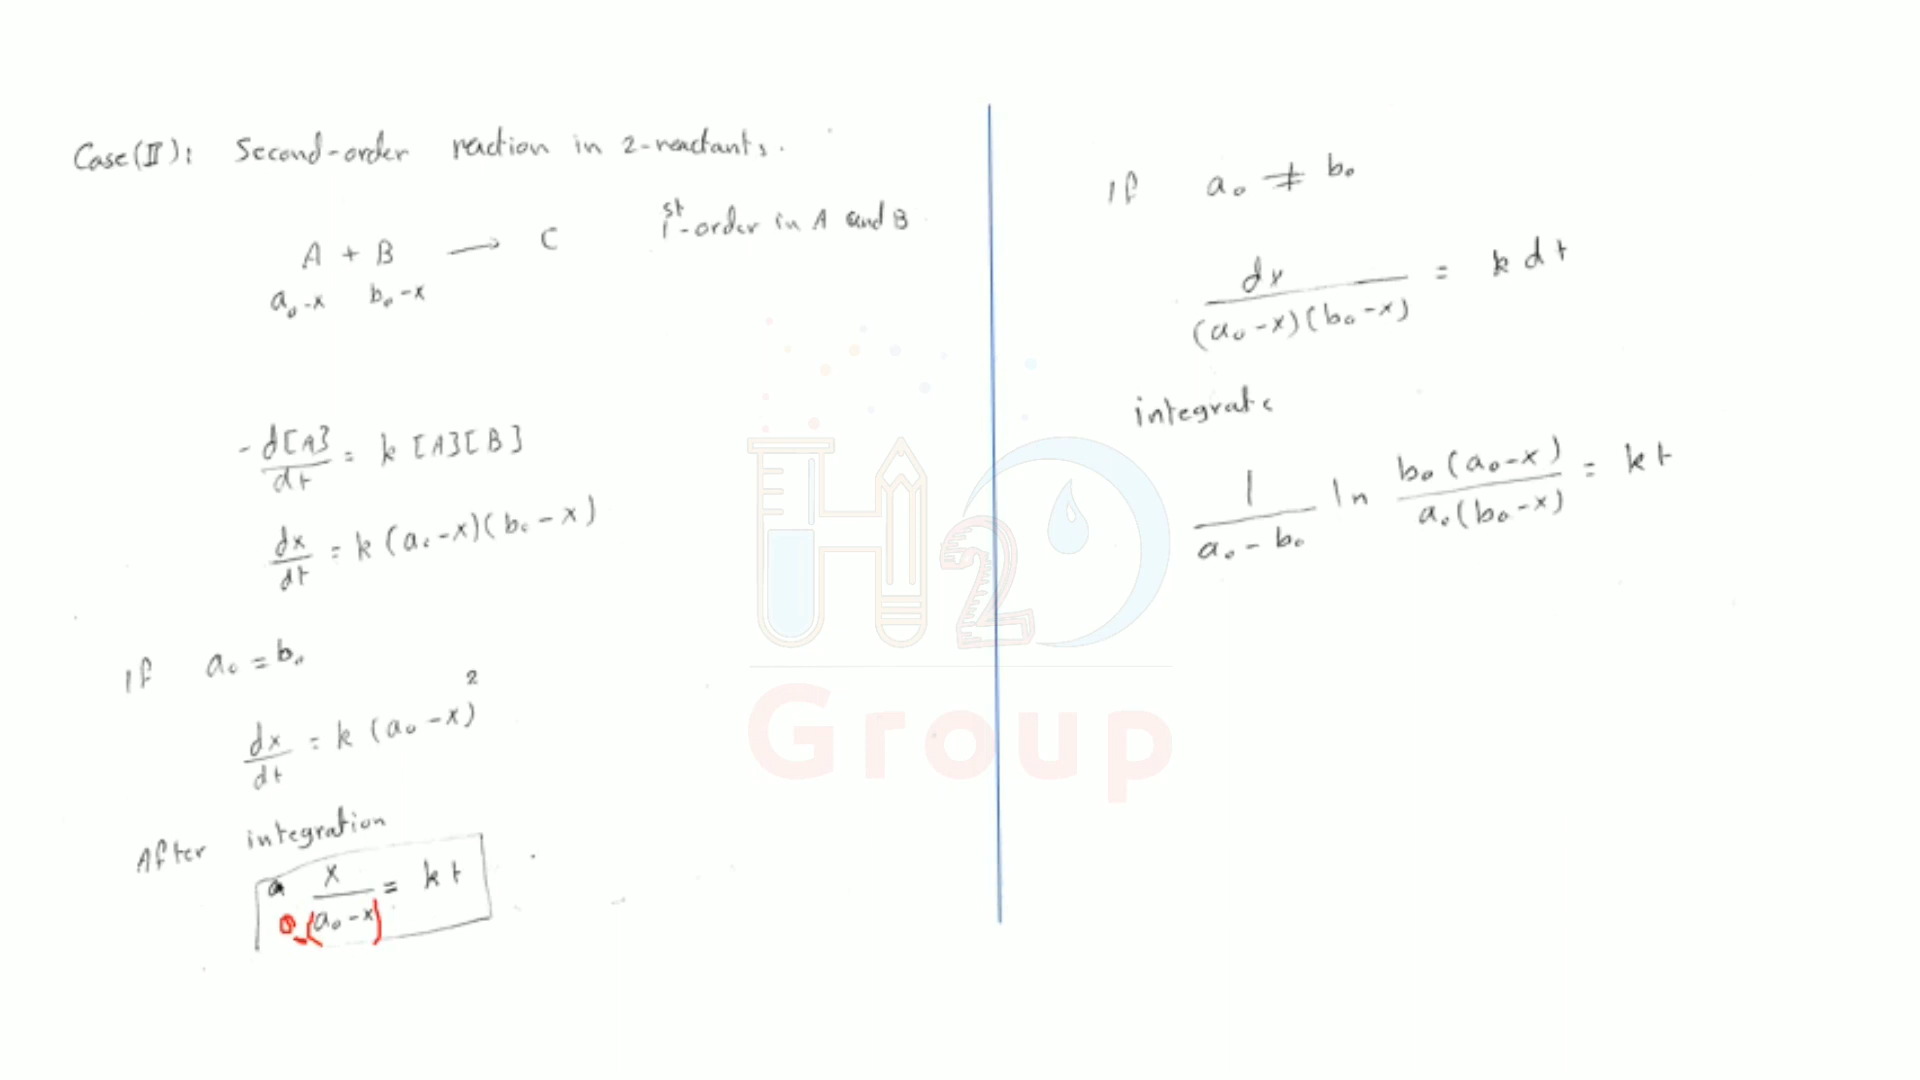 Case(II): Second-order reaction in 2-reactants.
A + B → C 1st-order in A and B
a₀-x b₀-x
-d[A]/dt = k [A][B]
dx/dt = k (a₀-x)(b₀-x)
If a₀ = b₀
dx/dt = k (a₀-x)²
After integration
x/(a₀-x) = kt
If a₀ ≠ b₀
dx/((a₀-x)(b₀-x)) = k dt
integrate
1/(a₀-b₀) ln b₀(a₀-x)/a₀(b₀-x) = kt
H2O
Group